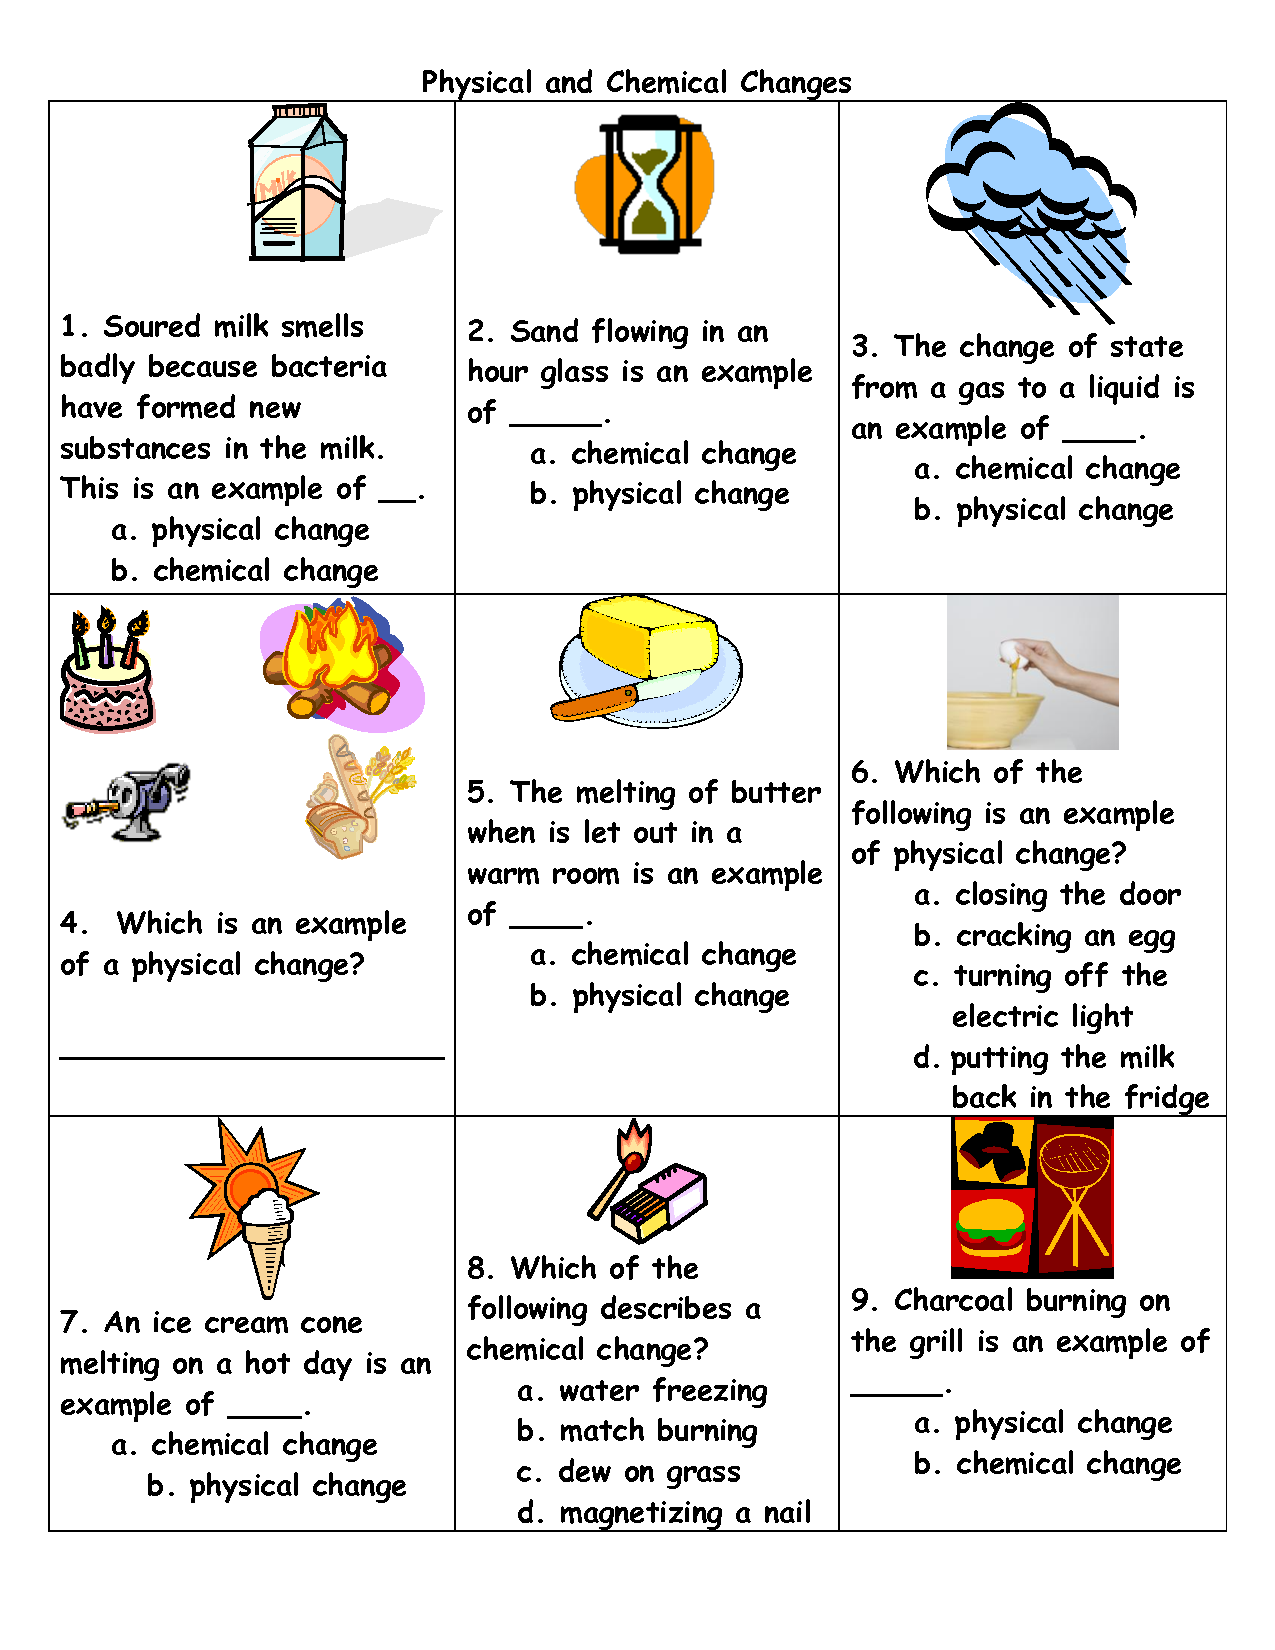 Physical and Chemical Changes
MILK
1. Soured milk smells
badly because bacteria
have formed new
substances in the milk.
This is an example of __.
a. physical change
b. chemical change
2. Sand flowing in an
hour glass is an example
of _____.
a. chemical change
b. physical change
3. The change of state
from a gas to a liquid is
an example of ____.
a. chemical change
b. physical change
4. Which is an example
of a physical change?
_____________________
5. The melting of butter
when is let out in a
warm room is an example
of ____.
a. chemical change
b. physical change
6. Which of the
following is an example
of physical change?
a. closing the door
b. cracking an egg
c. turning off the
electric light
d. putting the milk
back in the fridge
7. An ice cream cone
melting on a hot day is an
example of ____.
a. chemical change
b. physical change
8. Which of the
following describes a
chemical change?
a. water freezing
b. match burning
c. dew on grass
d. magnetizing a nail
9. Charcoal burning on
the grill is an example of
_____.
a. physical change
b. chemical change